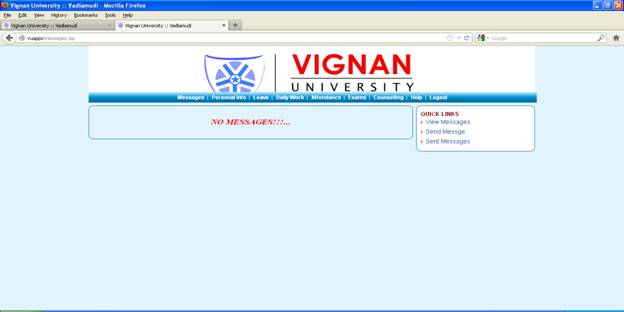 Vignan University :: Vadlamudi - Mozilla Firefox
File Edit View History Bookmarks Tools Help
Vignan University :: Vadlamudi
Vignan University :: Vadlamudi
vuapps/messages.jsp
Google
VIGNAN
UNIVERSITY
Messages | Personal Info | Leave | Daily Work | Attendance | Exams | Counselling | Help | Logout
NO MESSAGES!!!...
QUICK LINKS
View Messages
Send Messge
Sent Messages